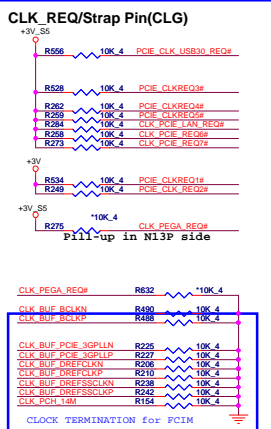 CLK_REQ/Strap Pin(CLG)
+3V_S5
R556 10K_4 PCIE_CLK_USB30_REQ#
R528 10K_4 PCIE_CLKREQ3#
R262 10K_4 PCIE_CLKREQ4#
R259 10K_4 PCIE_CLKREQ5#
R284 10K_4 CLK_PCIE_LAN_REQ#
R258 10K_4 CLK_PCIE_REQ6#
R273 10K_4 CLK_PCIE_REQ7#
+3V
R534 10K_4 PCIE_CLKREQ1#
R249 10K_4 CLK_PCIE_REQ2#
+3V_S5
*10K_4
R275 CLK_PEGA_REQ#
Pill-up in N13P side
CLK_PEGA_REQ# R632 *10K_4
CLK_BUF_BCLKN R490 10K_4
CLK_BUF_BCLKP R488 10K_4
CLK_BUF_PCIE_3GPLLN R225 10K_4
CLK_BUF_PCIE_3GPLLP R227 10K_4
CLK_BUF_DREFCLKN R206 10K_4
CLK_BUF_DREFCLKP R210 10K_4
CLK_BUF_DREFSSCLKN R238 10K_4
CLK_BUF_DREFSSCLKP R242 10K_4
CLK_PCH_14M R154 10K_4
CLOCK TERMINATION for FCIM